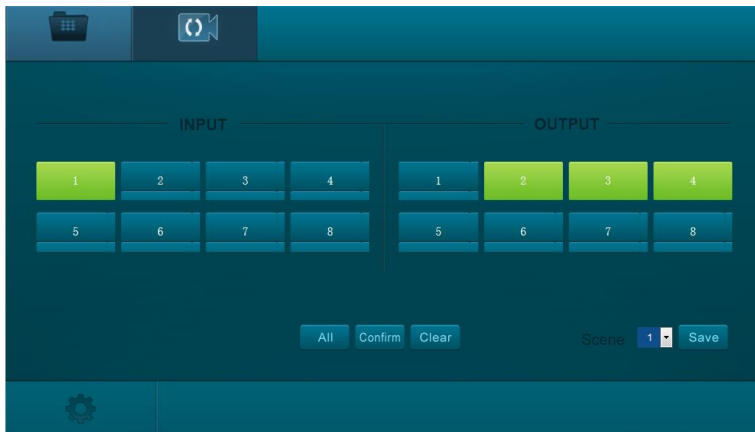 INPUT OUTPUT
1 2 3 4 1 2 3 4
5 6 7 8 5 6 7 8
All Confirm Clear Scene 1 Save